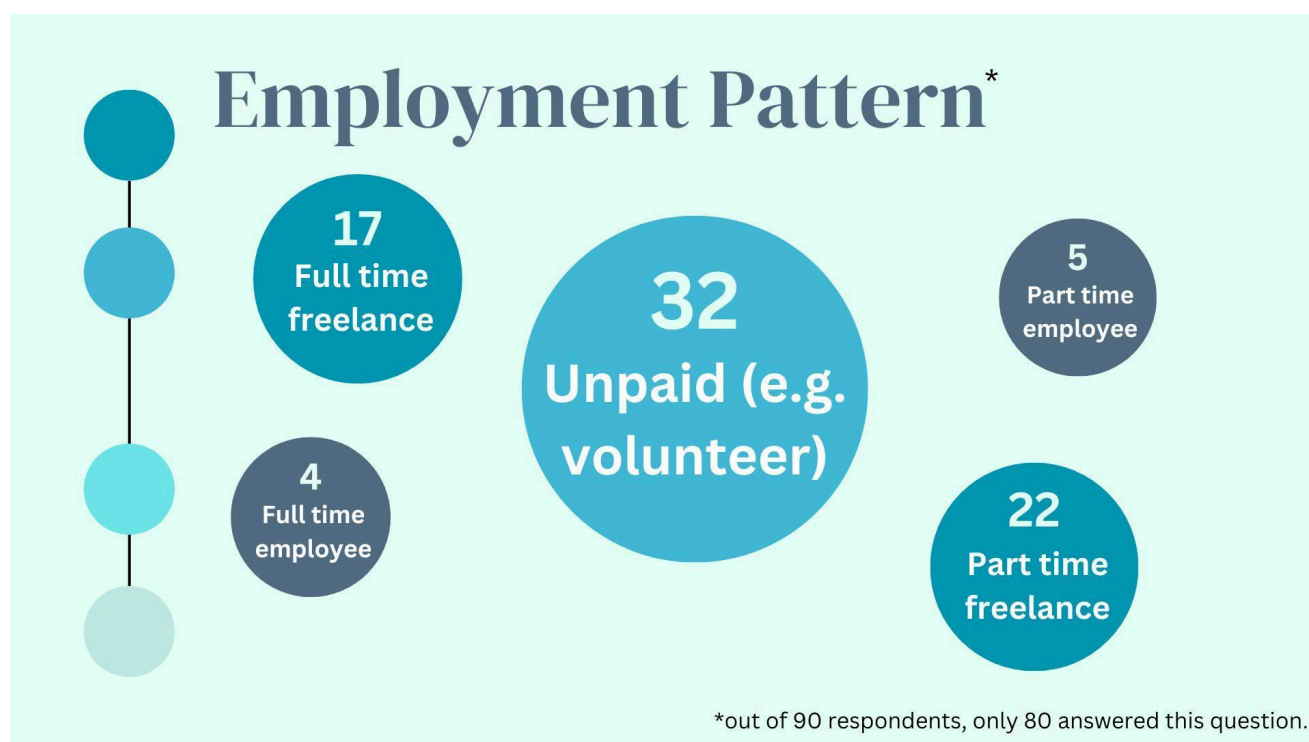 Employment Pattern*
17
Full time
freelance
32
Unpaid (e.g.
volunteer)
5
Part time
employee
4
Full time
employee
22
Part time
freelance
*out of 90 respondents, only 80 answered this question.